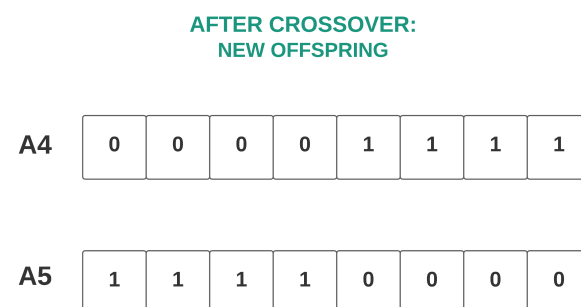 AFTER CROSSOVER:
NEW OFFSPRING
A4 0 0 0 0 1 1 1 1
A5 1 1 1 1 0 0 0 0